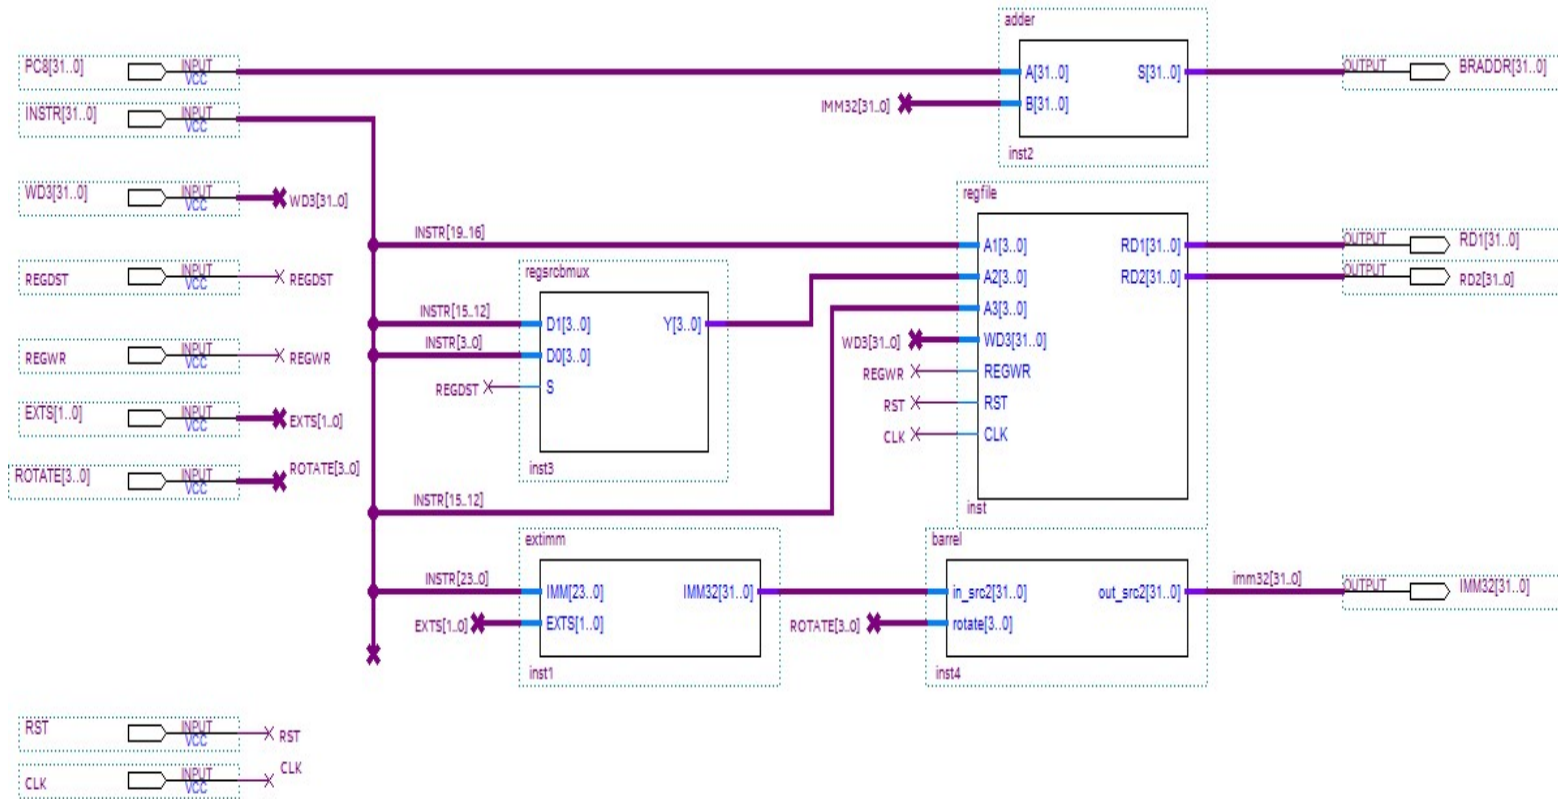 adder
PC8[31..0] INPUT VCC A[31..0] S[31..0] OUTPUT BRADDR[31..0]
IMM32[31..0] B[31..0]
INSTR[31..0] INPUT VCC
inst2
WD3[31..0] INPUT VCC WD3[31..0]
regfile
INSTR[19..16] A1[3..0] RD1[31..0] OUTPUT RD1[31..0]
REGDST INPUT VCC REGDST
regsrcbmux
A2[3..0] RD2[31..0] OUTPUT RD2[31..0]
A3[3..0]
INSTR[15..12] D1[3..0] Y[3..0]
WD3[31..0] WD3[31..0]
REGWR INPUT VCC REGWR
INSTR[3..0] D0[3..0]
REGWR REGWR
REGDST S
RST RST
EXTS[1..0] INPUT VCC EXTS[1..0]
CLK CLK
inst3
ROTATE[3..0] INPUT VCC ROTATE[3..0]
INSTR[15..12]
inst
extimm
barrel
INSTR[23..0] IMM[23..0] IMM32[31..0] in_src2[31..0] out_src2[31..0] imm32[31..0] OUTPUT IMM32[31..0]
EXTS[1..0] EXTS[1..0] ROTATE[3..0] rotate[3..0]
inst1 inst4
RST INPUT VCC RST
CLK INPUT VCC CLK